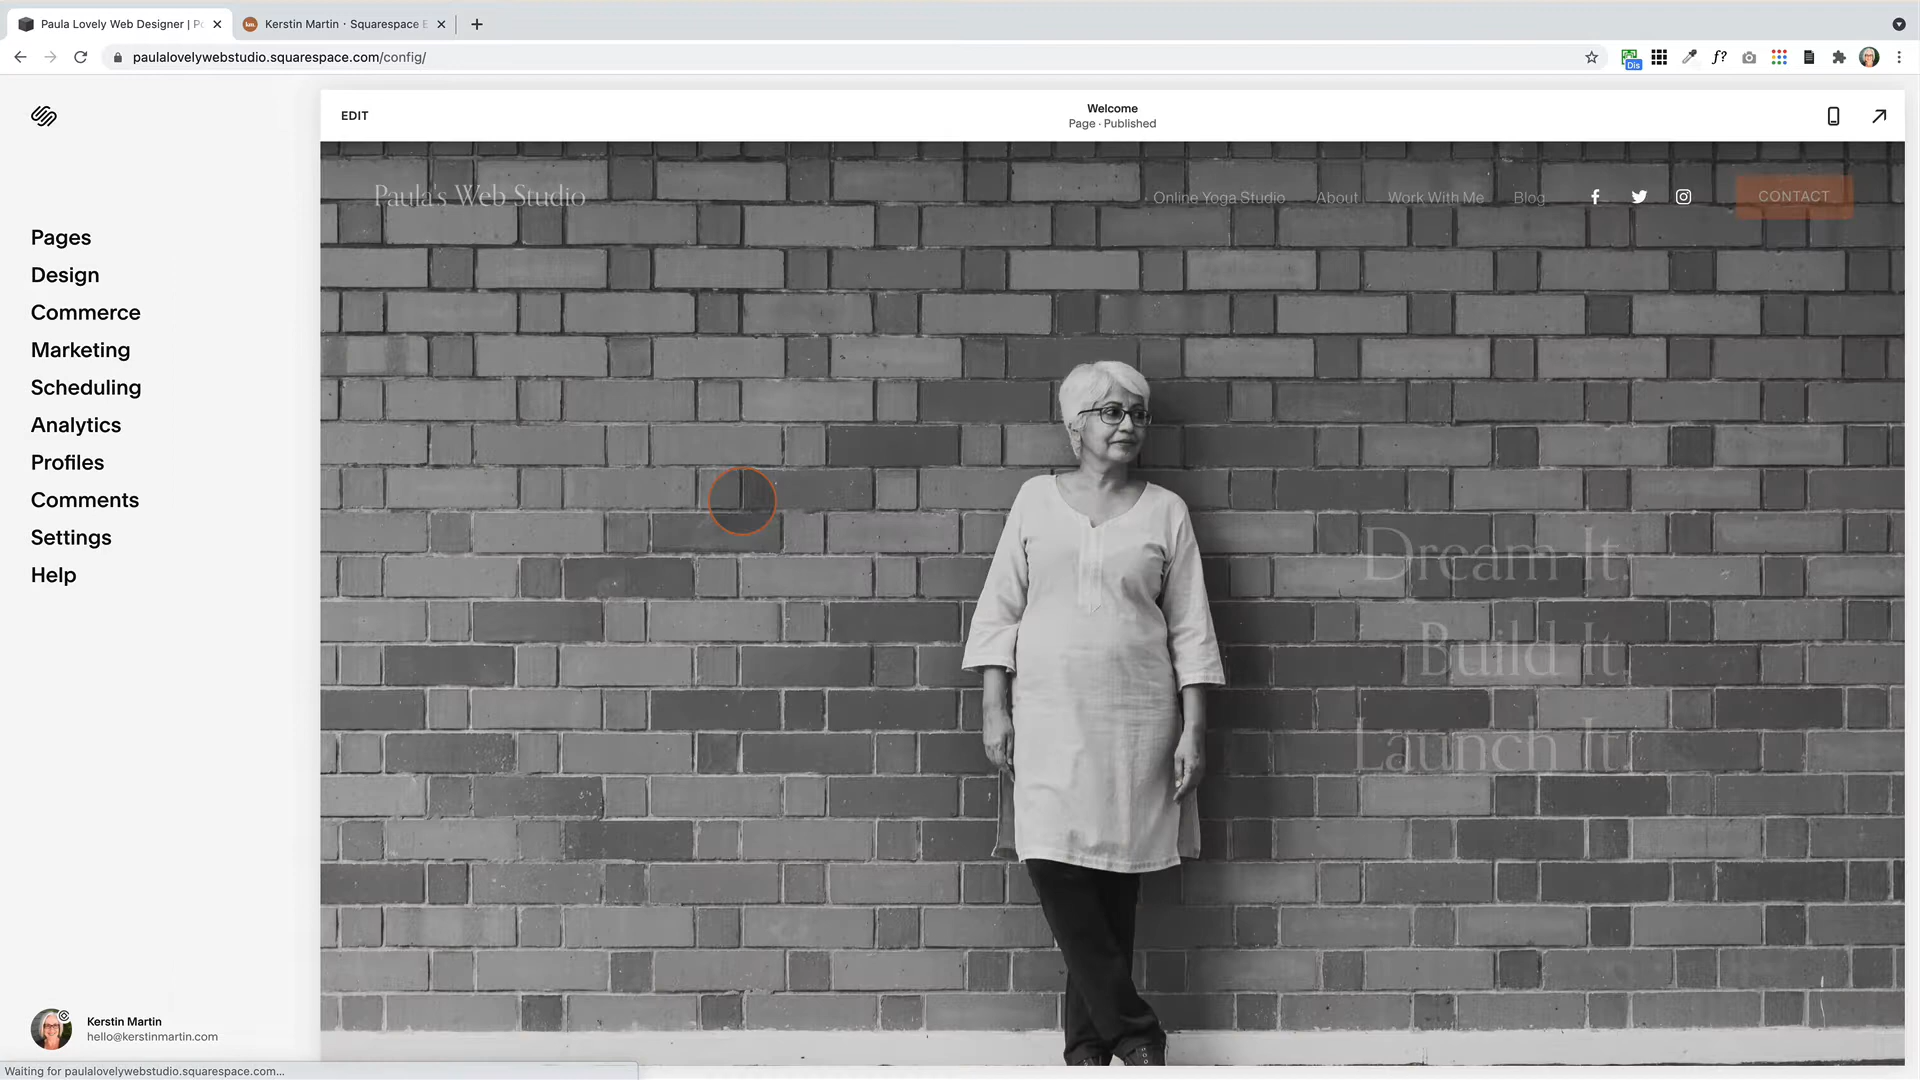 Paula Lovely Web Designer | Po
Kerstin Martin · Squarespace E
paulalovelywebstudio.squarespace.com/config/
Dis
f?
EDIT
Welcome
Page · Published
Paula's Web Studio
Online Yoga Studio
About
Work With Me
Blog
CONTACT
Pages
Design
Commerce
Marketing
Scheduling
Analytics
Profiles
Comments
Settings
Help
Dream It.
Build It.
Launch It.
Kerstin Martin
hello@kerstinmartin.com
Waiting for paulalovelywebstudio.squarespace.com...